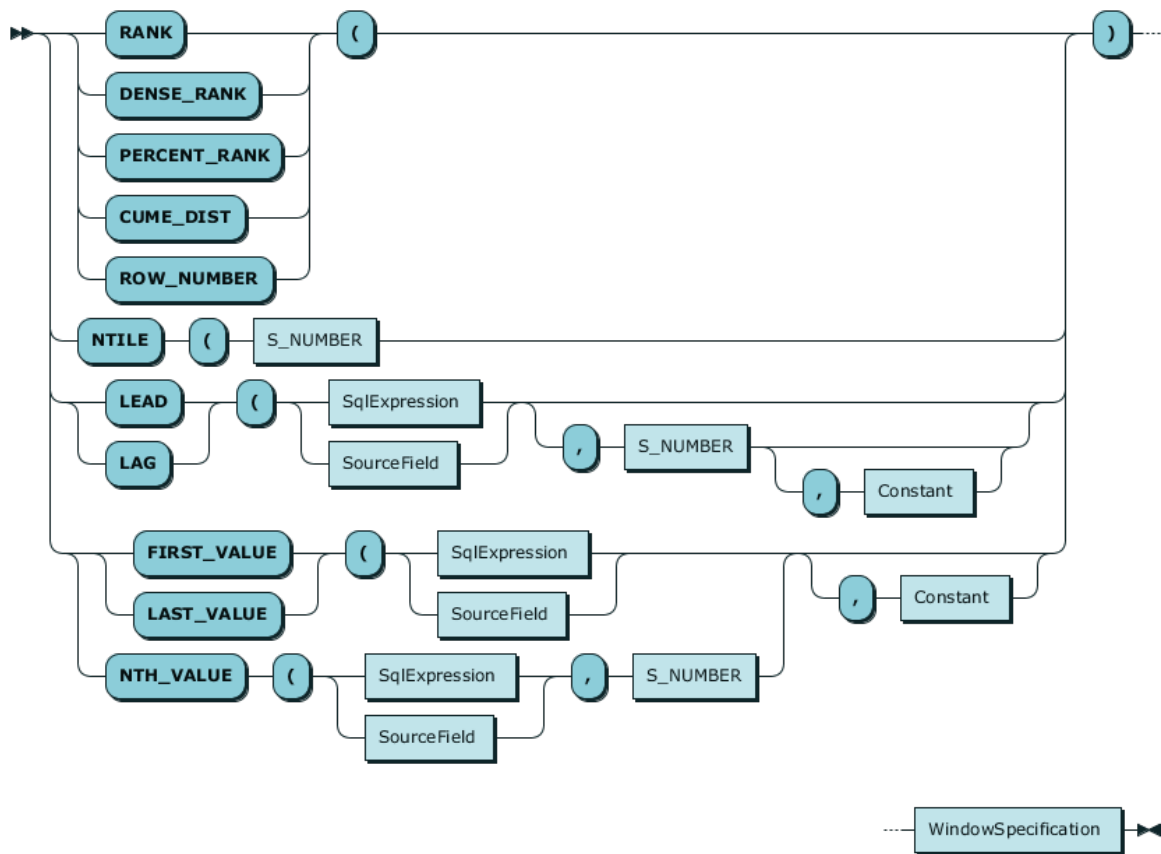 RANK (
)
DENSE_RANK
PERCENT_RANK
CUME_DIST
ROW_NUMBER
NTILE ( S_NUMBER
LEAD ( SqlExpression
, S_NUMBER
LAG SourceField
, Constant
FIRST_VALUE ( SqlExpression
, Constant
LAST_VALUE SourceField
NTH_VALUE ( SqlExpression , S_NUMBER
SourceField
WindowSpecification